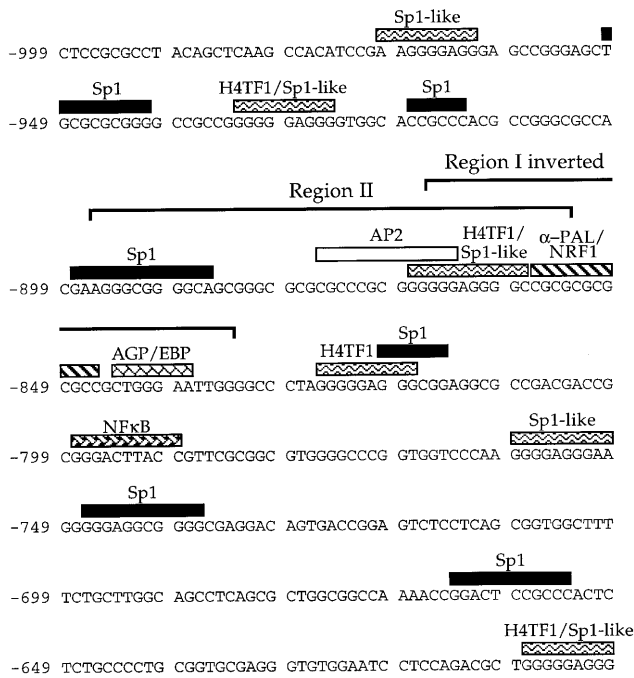 Sp1-like
-999 CTCCGCGCCT ACAGCTCAAG CCACATCCGA AGGGGAGGGA GCCGGGAGCT
Sp1 H4TF1/Sp1-like Sp1
-949 GCGCGCGGGG CCGCCGGGGG GAGGGGTGGC ACCGCCCACG CCGGGCGCCA
Region I inverted
Region II
AP2 H4TF1/ α–PAL/
Sp1 Sp1-like NRF1
-899 CGAAGGGCGG GGCAGCGGGC GCGCGCCCGC GGGGGGAGGG GCCGCGCGCG
AGP/EBP H4TF1 Sp1
-849 CGCCGCTGGG AATTGGGGCC CTAGGGGGAG GGCGGAGGCG CCGACGACCG
NFκB Sp1-like
-799 CGGGACTTAC CGTTCGCGGC GTGGGGCCCG GTGGTCCCAA GGGGAGGGAA
Sp1
-749 GGGGGAGGCG GGGCGAGGAC AGTGACCGGA GTCTCCTCAG CGGTGGCTTT
Sp1
-699 TCTGCTTGGC AGCCTCAGCG CTGGCGGCCA AAACCGGACT CCGCCCACTC
H4TF1/Sp1-like
-649 TCTGCCCCTG CGGTGCGAGG GTGTGGAATC CTCCAGACGCT TGGGGGAGGG